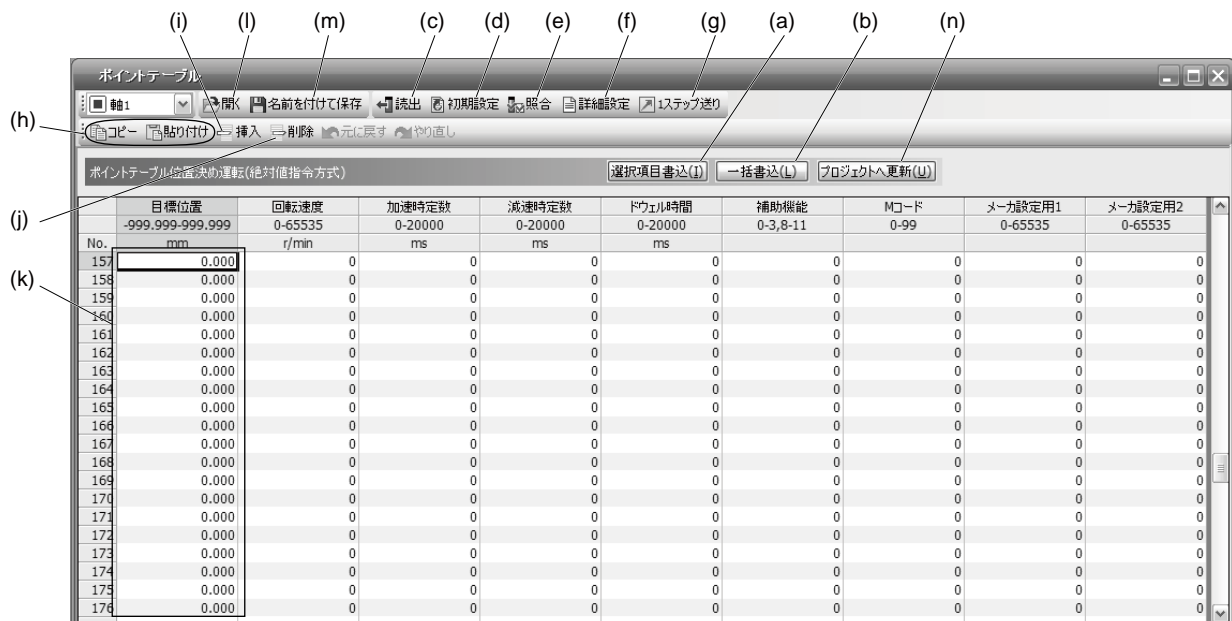 (i) (l) (m) (c) (d) (e) (f) (g) (a) (b) (n)
ポイントテーブル
軸1 開く 名前を付けて保存 読出 初期設定 照合 詳細設定 1ステップ送り
(h)
コピー 貼り付け 挿入 削除 元に戻す やり直し
ポイントテーブル位置決め運転(絶対値指令方式) 選択項目書込(I) 一括書込(L) プロジェクトへ更新(U)
(j)
目標位置 回転速度 加速時定数 減速時定数 ドウェル時間 補助機能 Mコード メーカ設定用1 メーカ設定用2
-999.999-999.999 0-65535 0-20000 0-20000 0-20000 0-3,8-11 0-99 0-65535 0-65535
No. mm r/min ms ms ms
157 0.000 0 0 0 0 0 0 0 0
(k)
158 0.000 0 0 0 0 0 0 0 0
159 0.000 0 0 0 0 0 0 0 0
160 0.000 0 0 0 0 0 0 0 0
161 0.000 0 0 0 0 0 0 0 0
162 0.000 0 0 0 0 0 0 0 0
163 0.000 0 0 0 0 0 0 0 0
164 0.000 0 0 0 0 0 0 0 0
165 0.000 0 0 0 0 0 0 0 0
166 0.000 0 0 0 0 0 0 0 0
167 0.000 0 0 0 0 0 0 0 0
168 0.000 0 0 0 0 0 0 0 0
169 0.000 0 0 0 0 0 0 0 0
170 0.000 0 0 0 0 0 0 0 0
171 0.000 0 0 0 0 0 0 0 0
172 0.000 0 0 0 0 0 0 0 0
173 0.000 0 0 0 0 0 0 0 0
174 0.000 0 0 0 0 0 0 0 0
175 0.000 0 0 0 0 0 0 0 0
176 0.000 0 0 0 0 0 0 0 0